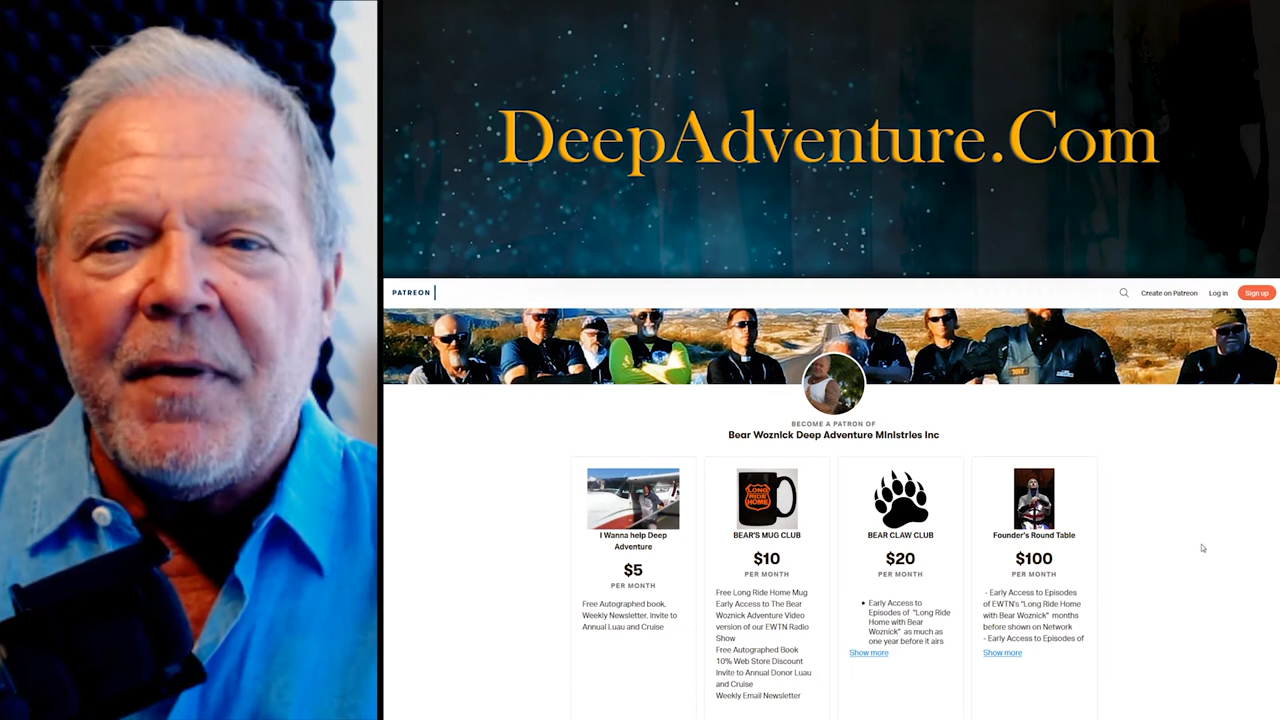 DeepAdventure.Com
PATREON
Create on Patreon
Log in
Sign up
BECOME A PATRON OF
Bear Woznick Deep Adventure Ministries Inc
I Wanna help Deep
Adventure
$5
PER MONTH
Free Autographed book,
Weekly Newsletter, Invite to
Annual Luau and Cruise
LONG
RIDE
HOME
BEAR'S MUG CLUB
$10
PER MONTH
Free Long Ride Home Mug
Early Access to The Bear
Woznick Adventure Video
version of our EWTN Radio
Show
Free Autographed Book
10% Web Store Discount
Invite to Annual Donor Luau
and Cruise
Weekly Email Newsletter
BEAR CLAW CLUB
$20
PER MONTH
• Early Access to
Episodes of "Long Ride
Home with Bear
Woznick" as much as
one year before it airs
Show more
Founder's Round Table
$100
PER MONTH
- Early Access to Episodes
of EWTN's "Long Ride Home
with Bear Woznick" months
before shown on Network
- Early Access to Episodes of
Show more